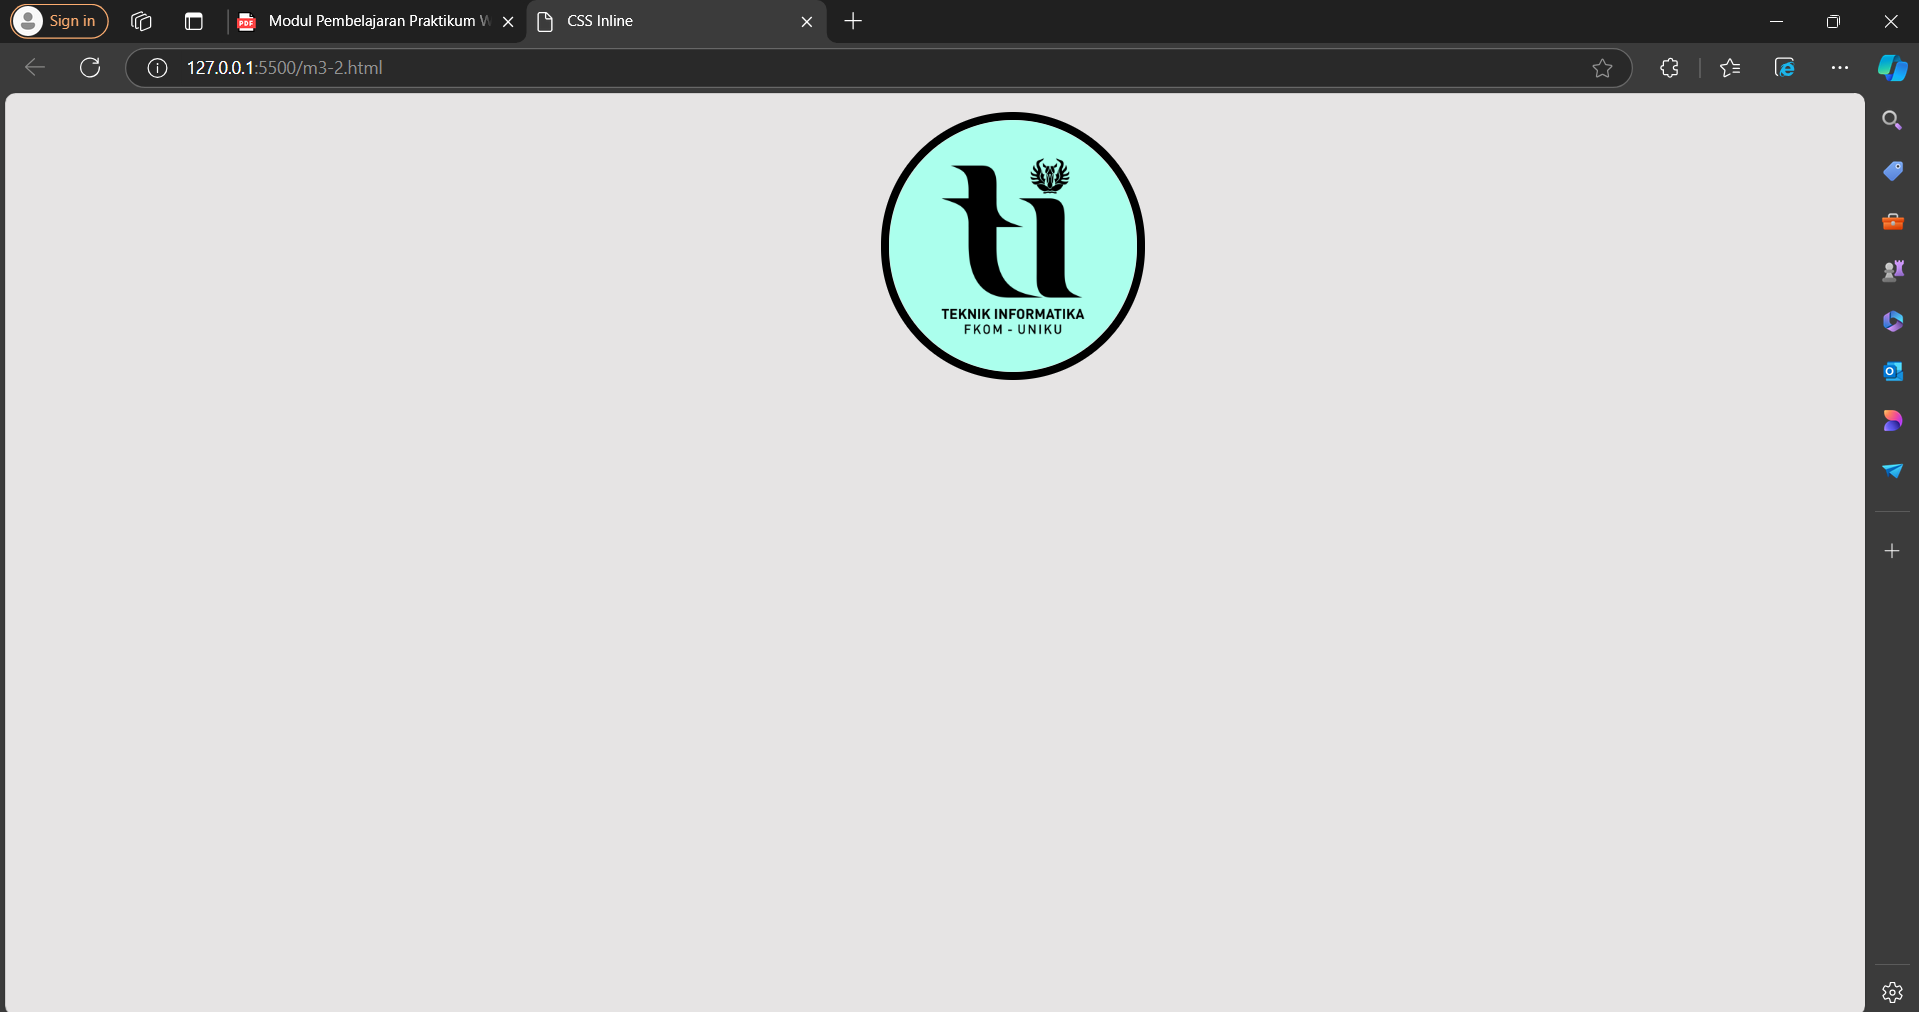 Sign in
PDF
Modul Pembelajaran Praktikum W
CSS Inline
127.0.0.1:5500/m3-2.html
ti
TEKNIK INFORMATIKA
FKOM - UNIKU